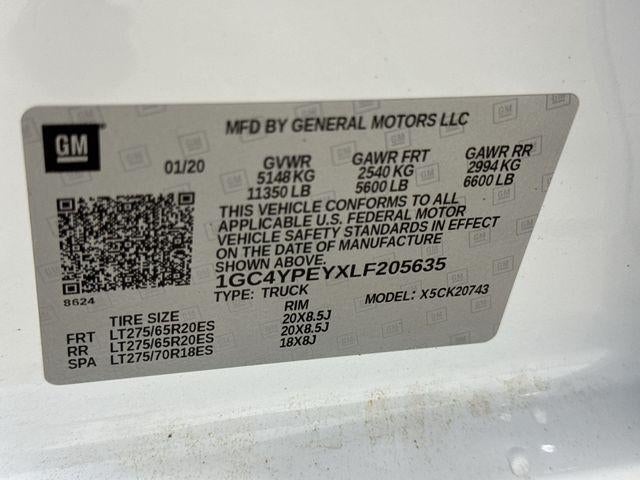 GM
MFD BY GENERAL MOTORS LLC
01/20
GVWR GAWR FRT GAWR RR
5148 KG 2540 KG 2994 KG
11350 LB 5600 LB 6600 LB
THIS VEHICLE CONFORMS TO ALL
APPLICABLE U.S. FEDERAL MOTOR
VEHICLE SAFETY STANDARDS IN EFFECT
ON THE DATE OF MANUFACTURE
SHOWN ABOVE.
1GC4YPEYXLF205635
8624
TYPE: TRUCK MODEL: X5CK20743
TIRE SIZE RIM
FRT LT275/65R20ES 20X8.5J
RR LT275/65R20ES 20X8.5J
SPA LT275/70R18ES 18X8J